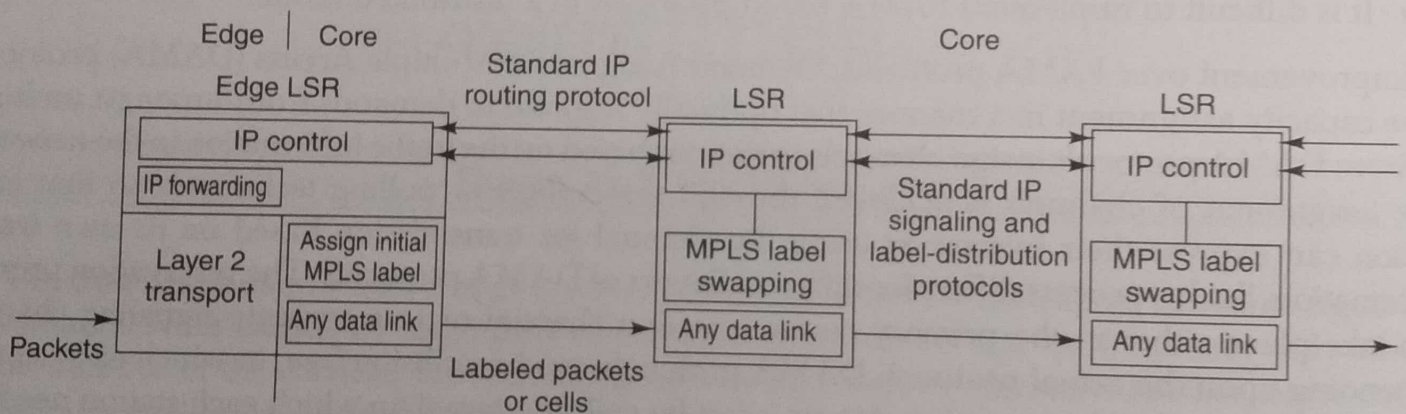 Edge | Core
Core
Edge LSR
Standard IP
routing protocol
LSR
LSR
IP control
IP forwarding
IP control
IP control
Layer 2
transport
Assign initial
MPLS label
MPLS label
swapping
Standard IP
signaling and
label-distribution
protocols
MPLS label
swapping
Any data link
Any data link
Any data link
Packets
Labeled packets
or cells